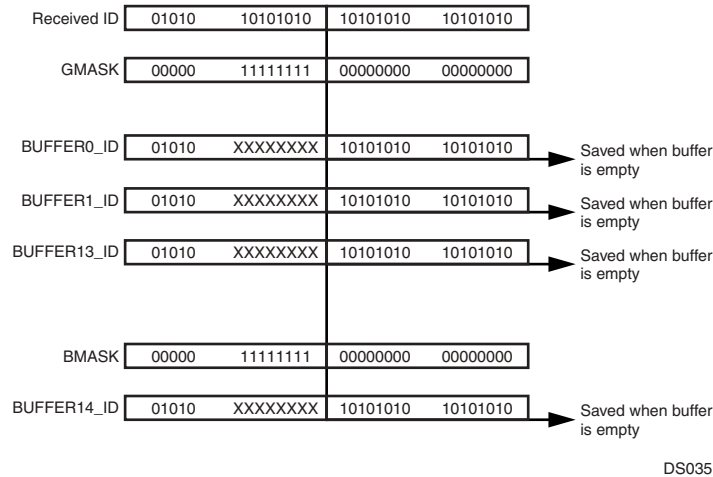 Received ID 01010 10101010 10101010 10101010
GMASK 00000 11111111 00000000 00000000
BUFFER0_ID 01010 XXXXXXXX 10101010 10101010
Saved when buffer
is empty
BUFFER1_ID 01010 XXXXXXXX 10101010 10101010
Saved when buffer
is empty
BUFFER13_ID 01010 XXXXXXXX 10101010 10101010
Saved when buffer
is empty
BMASK 00000 11111111 00000000 00000000
BUFFER14_ID 01010 XXXXXXXX 10101010 10101010
Saved when buffer
is empty
DS035